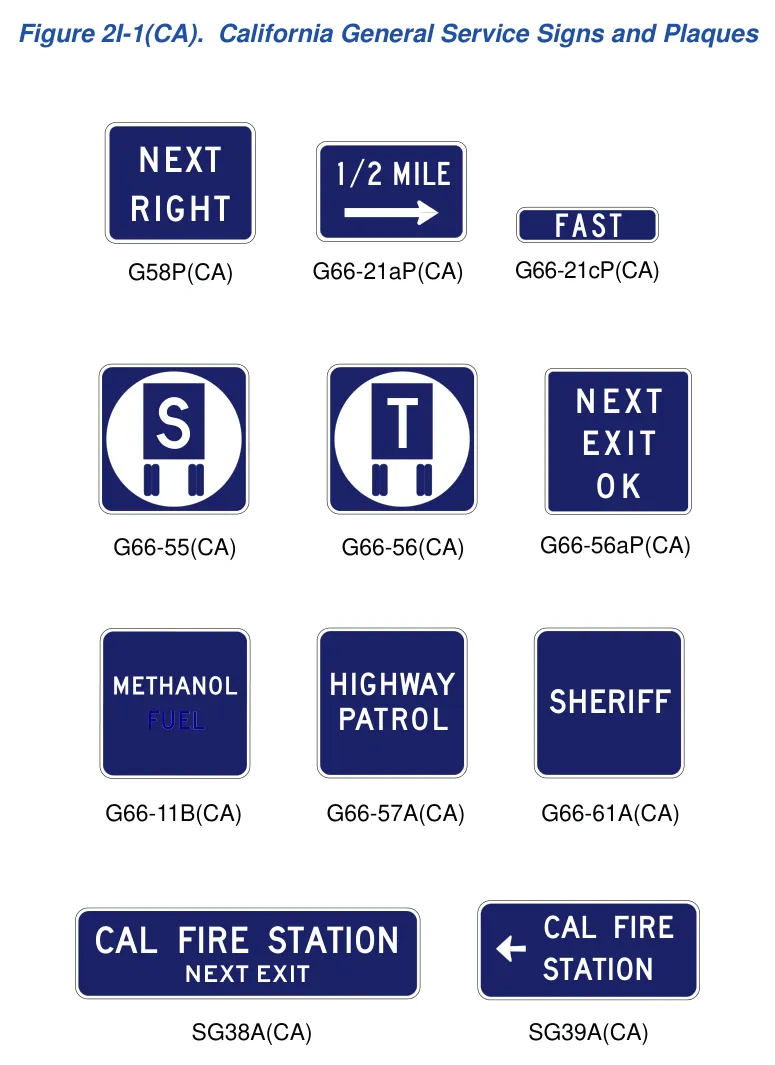 Figure 2I-1(CA).  California General Service Signs and Plaques
NEXT
RIGHT
G58P(CA)
1/2 MILE
G66-21aP(CA)
FAST
G66-21cP(CA)
S
G66-55(CA)
T
G66-56(CA)
NEXT
EXIT
OK
G66-56aP(CA)
METHANOL
FUEL
G66-11B(CA)
HIGHWAY
PATROL
G66-57A(CA)
SHERIFF
G66-61A(CA)
CAL FIRE STATION
NEXT EXIT
SG38A(CA)
CAL FIRE
STATION
SG39A(CA)